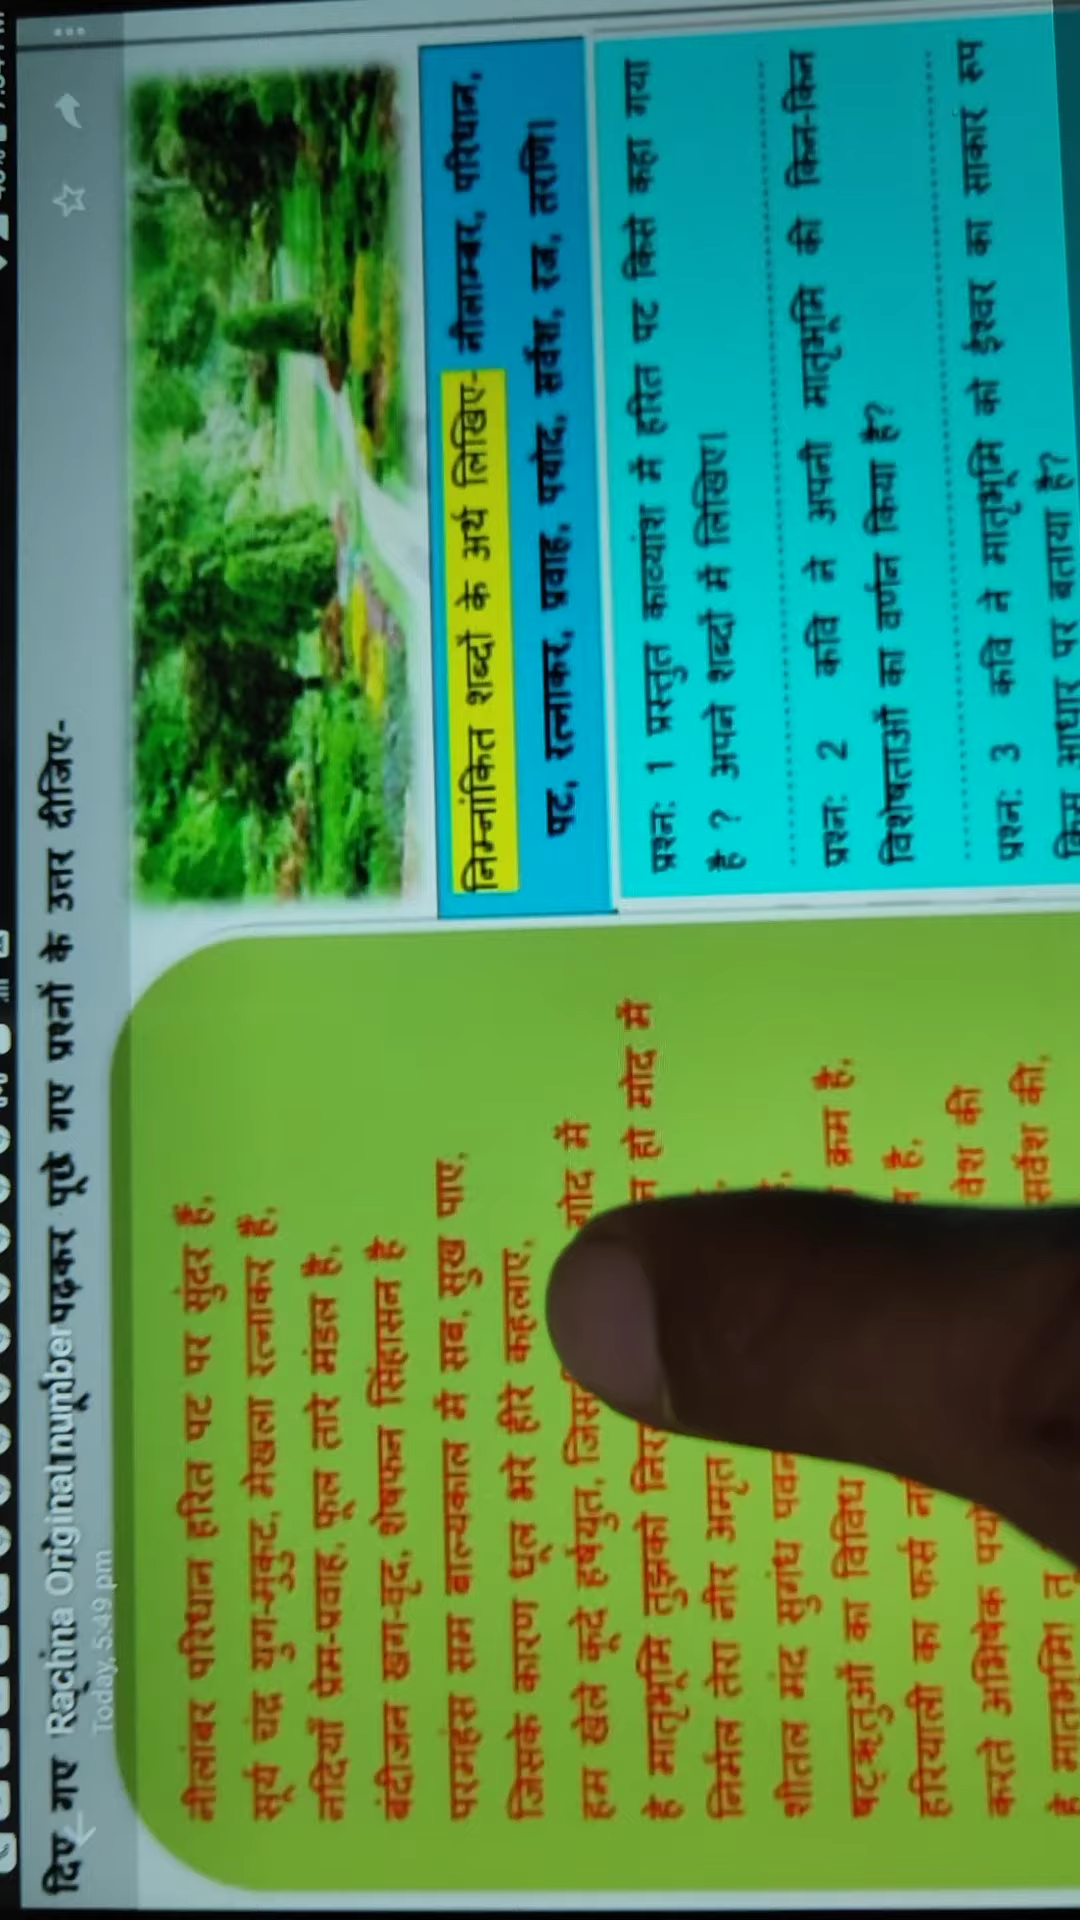 दिए गए पढ़कर पूछे गए प्रश्नों के उत्तर दीजिए-
Rachna Original number
Today, 5:49 pm
नीलांबर परिधान हरित पट पर सुंदर है,
सूर्य चंद्र युग-मुकुट, मेखला रत्नाकर है,
नदियाँ प्रेम-प्रवाह, फूल तारे मंडल है,
बंदीजन खग-वृंद, शेषफन सिंहासन है
परमहंस सम बाल्यकाल में सब, सुख पाए,
जिसके कारण धूल भरे हीरे कहलाए,
हम खेले कूदे हर्षयुत, गोद में
हे मातृभूमि तुझको हो मोद में
निर्मल तेरा नीर अमृत
शीतल मंद सुगंध
षट्ऋतुओं का विविध क्रम है,
हरियाली का फर्स है,
करते अभिषेक वेश की
हे मातृभूमि! सर्वेश की,
निम्नांकित शब्दों के अर्थ लिखिए- नीलाम्बर, परिधान,
पट, रत्नाकर, प्रवाह, पयोद, सर्वेश, रज, तरणि।
प्रश्न: 1 प्रस्तुत काव्यांश में हरित पट किसे कहा गया
है ? अपने शब्दों में लिखिए।
प्रश्न: 2 कवि ने अपनी मातृभूमि की किन-किन
विशेषताओं का वर्णन किया है?
प्रश्न: 3 कवि ने मातृभूमि को ईश्वर का साकार रूप
किस आधार पर बताया है?